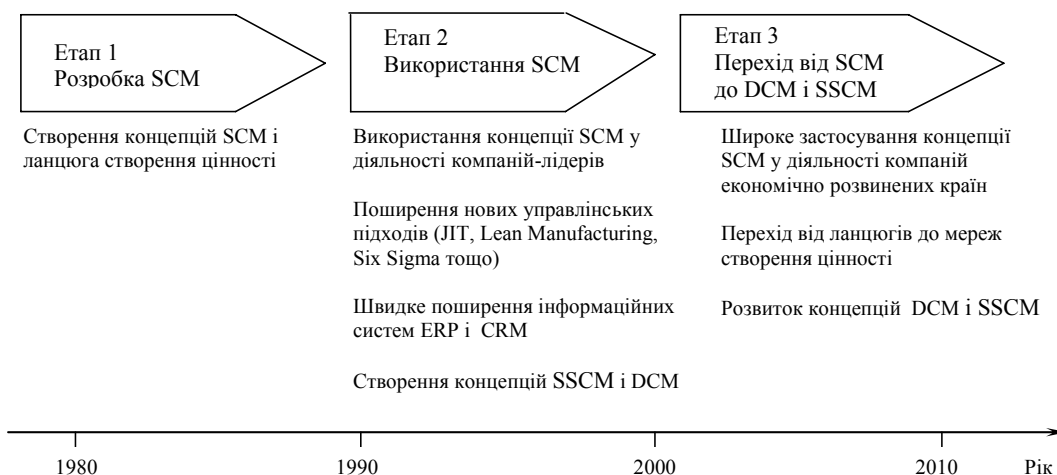 Етап 1
Розробка SCM
Етап 2
Використання SCM
Етап 3
Перехід від SCM
до DCM і SSCM
Створення концепцій SCM і
ланцюга створення цінності
Використання концепції SCM у
діяльності компаній-лідерів
Поширення нових управлінських
підходів (JIT, Lean Manufacturing,
Six Sigma тощо)
Швидке поширення інформаційних
систем ERP і CRM
Створення концепцій SSCM і DCM
Широке застосування концепції
SCM у діяльності компаній
економічно розвинених країн
Перехід від ланцюгів до мереж
створення цінності
Розвиток концепцій DCM і SSCM
1980 1990 2000 2010 Рік